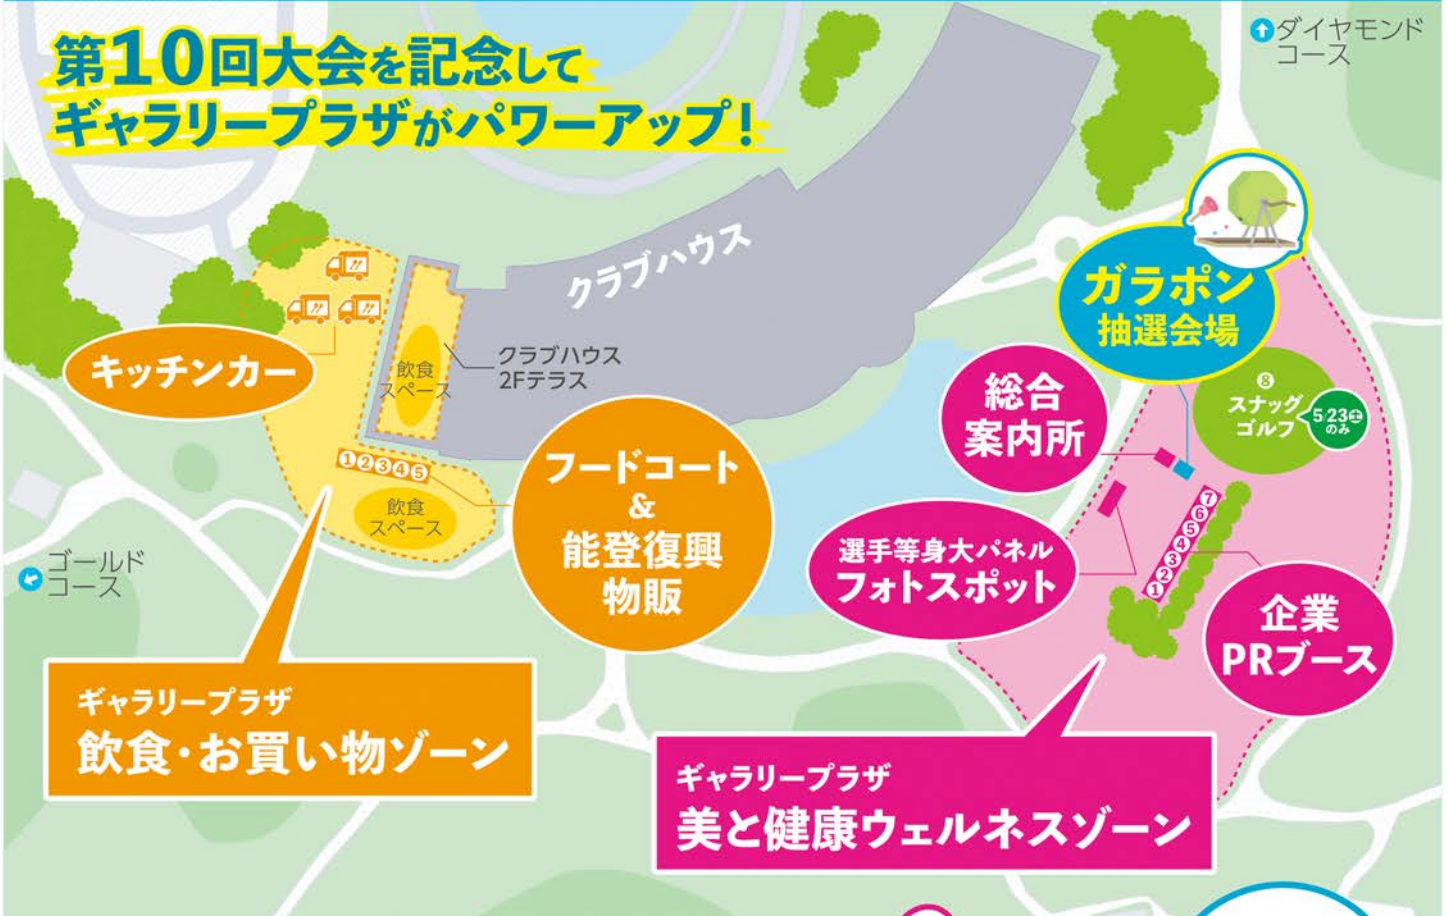 第10回大会を記念して
ギャラリープラザがパワーアップ!
ダイヤモンド
コース
クラブハウス
ガラポン
抽選会場
キッチンカー
飲食
スペース
クラブハウス
2Fテラス
総合
案内所
8
スナッグ
ゴルフ
5/23土
のみ
1 2 3 4 5
飲食
スペース
フードコート
&
能登復興
物販
選手等身大パネル
フォトスポット
7
6
5
4
3
2
1
企業
PRブース
ゴールド
コース
ギャラリープラザ
飲食・お買い物ゾーン
ギャラリープラザ
美と健康ウェルネスゾーン